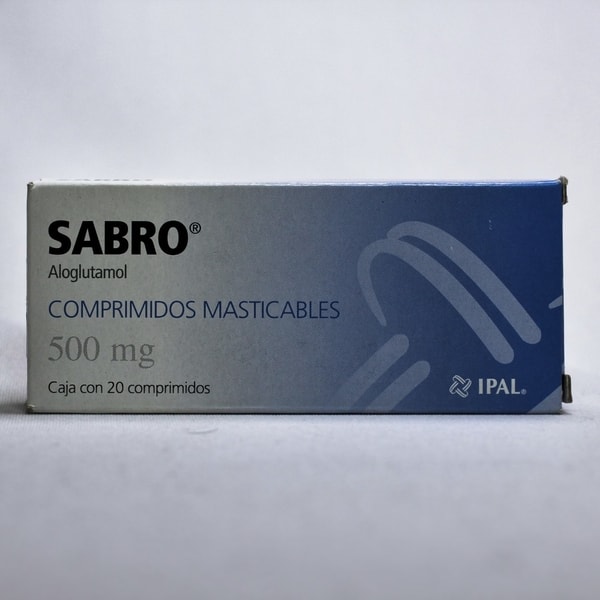 SABRO®
Aloglutamol
COMPRIMIDOS MASTICABLES
500 mg
Caja con 20 comprimidos
IPAL®